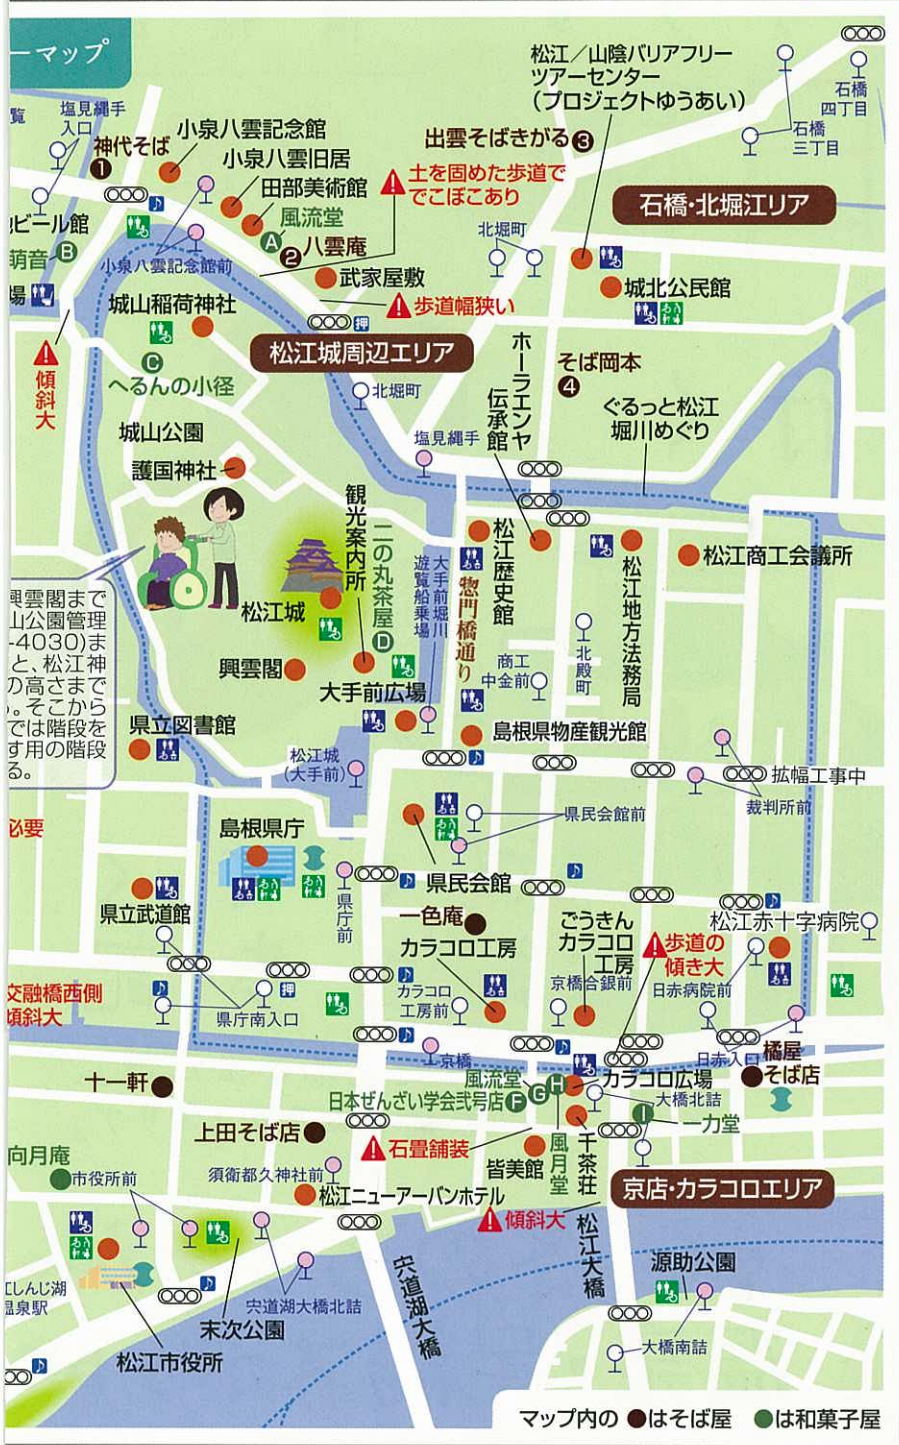 ーマップ
覧
塩見縄手
入口
神代そば
1
小泉八雲記念館
小泉八雲旧居
田部美術館
風流堂
A
2
八雲庵
武家屋敷
小泉八雲記念館前
土を固めた歩道で
でこぼこあり
歩道幅狭い
押
松江/山陰バリアフリー
ツアーセンター
(プロジェクトゆうあい)
出雲そばきがる
3
石橋
四丁目
石橋
三丁目
石橋・北堀江リア
北堀町
城北公民館
ビール館
萌音
B
場
傾斜大
城山稲荷神社
C
へるんの小径
松江城周辺エリア
北堀町
城山公園
護国神社
塩見縄手
ホーラエンヤ
伝承館
そば岡本
4
ぐるっと松江
堀川めぐり
観光案内所
二の丸茶屋
D
松江城
興雲閣
大手前広場
大手前堀川
遊覧船乗場
松江歴史館
惣門橋通り
松江地方法務局
松江商工会議所
商工
中金前
北殿町
島根県物産観光館
興雲閣まで
山公園管理
-4030)ま
と、松江神
の高さまで
。そこから
では階段を
す用の階段
る。
県立図書館
松江城
(大手前)
拡幅工事中
裁判所前
必要
島根県庁
県民会館前
県民会館
県立武道館
県庁前
一色庵
カラコロ工房
ごうきん
カラコロ
工房
歩道の
傾き大
松江赤十字病院
交融橋西側
傾斜大
押
県庁南入口
カラコロ
工房前
京橋合銀前
日赤病院前
京橋
日赤入口
橘屋
そば店
十一軒
風流堂
G
H
カラコロ広場
日本ぜんざい学会弐号店
F
大橋北詰
I
一力堂
上田そば店
石畳舗装
皆美館
風月堂
千茶荘
向月庵
市役所前
須衛都久神社前
松江ニューアーバンホテル
京店・カラコロエリア
傾斜大
松江大橋
宍道湖大橋
源助公園
しんじ湖
温泉駅
宍道湖大橋北詰
末次公園
松江市役所
大橋南詰
マップ内の●はそば屋 ●は和菓子屋